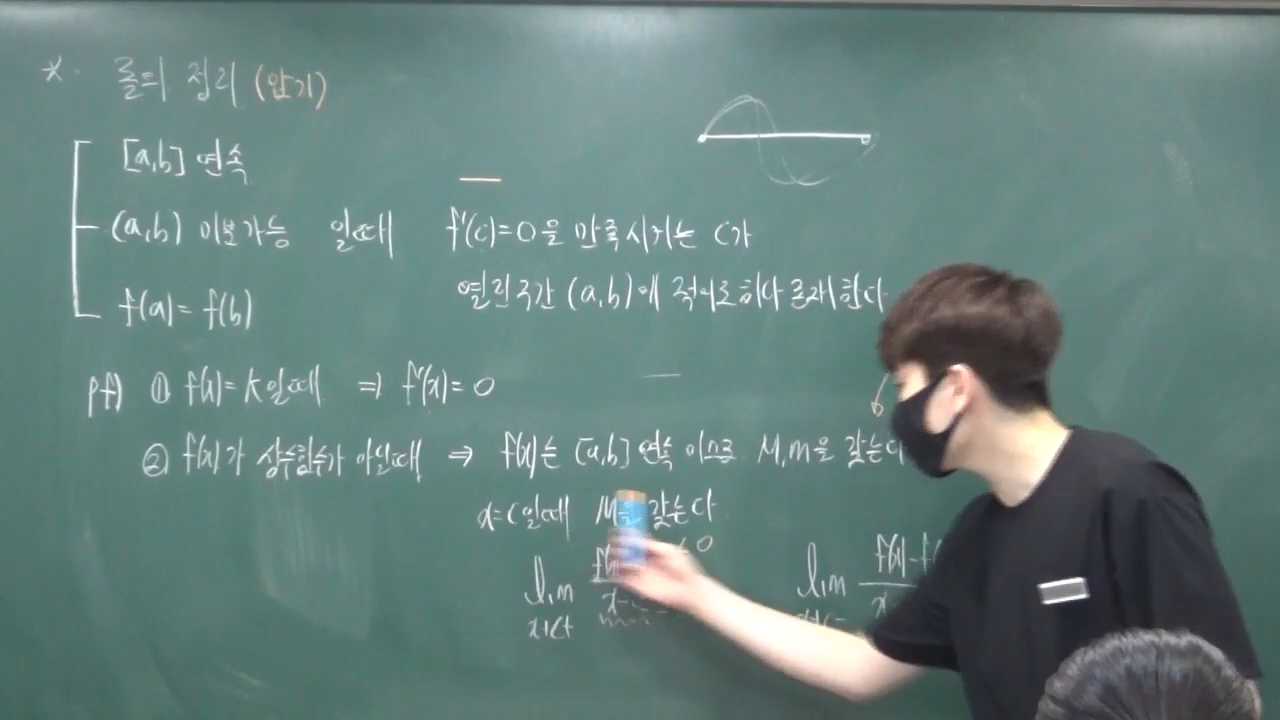 * 롤의 정리 (암기)
[a,b] 연속
(a,b) 미분가능 일때 f'(c)=0을 만족시키는 c가
열린구간 (a,b)에 적어도 하나 존재한다
f(a)=f(b)
pf) ① f(x)=k일때 ⇒ f'(x)=0
② f(x)가 상수함수가 아닐때 ⇒ f(x)는 [a,b] 연속 이므로 M,m을 갖는다
x=c일때 M을 갖는다
lim
x→c+
lim f(x)-f
x→c-